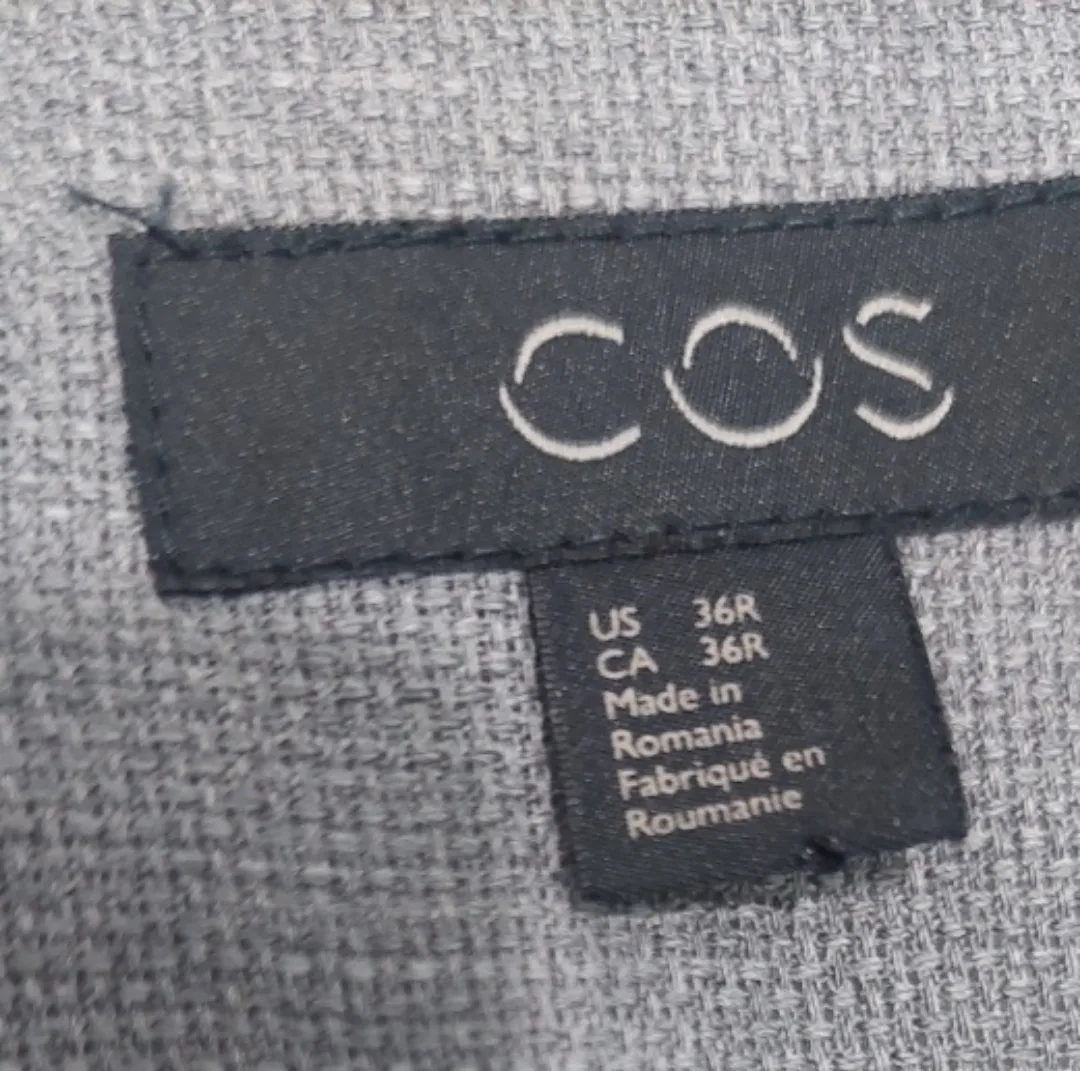 COS
US 36R
CA 36R
Made in
Romania
Fabriqué en
Roumanie